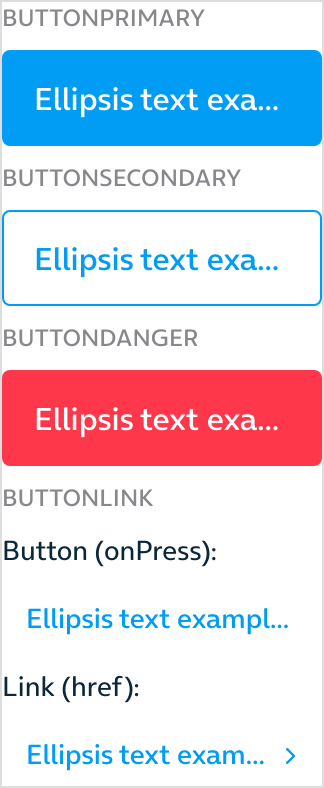 BUTTONPRIMARY
Ellipsis text exa...
BUTTONSECONDARY
Ellipsis text exa...
BUTTONDANGER
Ellipsis text exa...
BUTTONLINK
Button (onPress):
Ellipsis text exampl...
Link (href):
Ellipsis text exam...